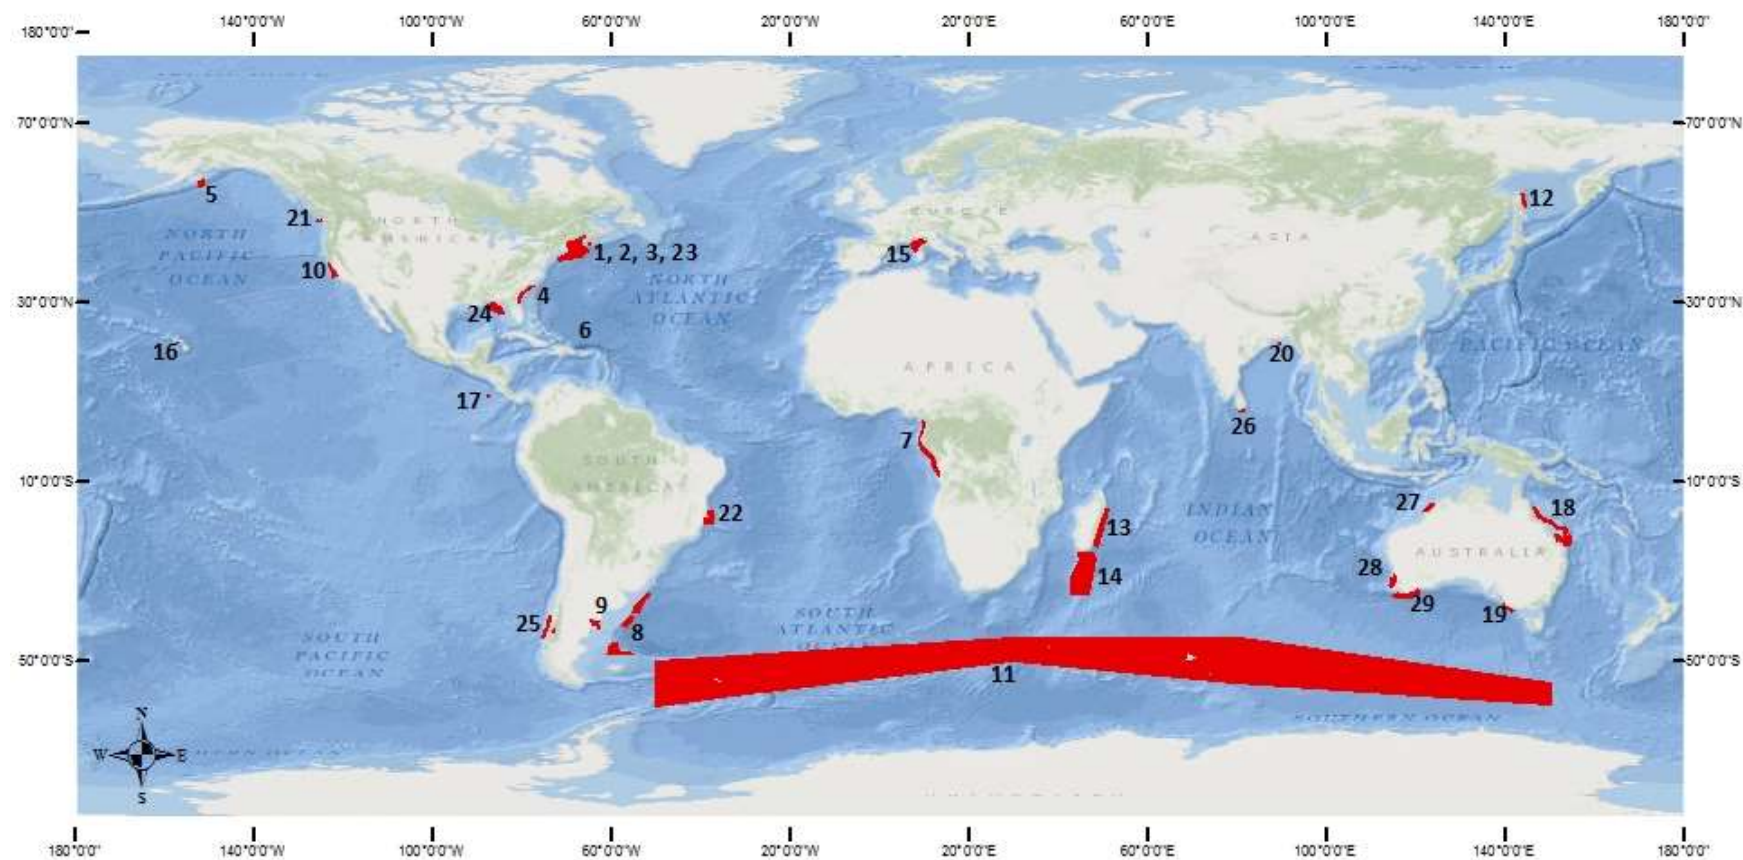 140°0'0"W 100°0'0"W 60°0'0"W 20°0'0"W 20°0'0"E 60°0'0"E 100°0'0"E 140°0'0"E 180°0'0"
180°0'0"
70°0'0"N 70°0'0"N
5
12
21
NORTH
AMERICA
EUROPE
ASIA
NORTH
PACIFIC
OCEAN
15
1, 2, 3, 23
10
NORTH
ATLANTIC
OCEAN
30°0'0"N 30°0'0"N
24
4
6
16
20
PACIFIC OCEAN
AFRICA
17
26
7
SOUTH
AMERICA
10°0'0"S 10°0'0"S
22
13
INDIAN
OCEAN
27
18
AUSTRALIA
14
28
29
19
25
9
8
SOUTH
PACIFIC
OCEAN
SOUTH
ATLANTIC
OCEAN
50°0'0"S 50°0'0"S
11
SOUTHERN OCEAN
N
W E
S
180°0'0" 140°0'0"W 100°0'0"W 60°0'0"W 20°0'0"W 20°0'0"E 60°0'0"E 100°0'0"E 140°0'0"E 180°0'0"